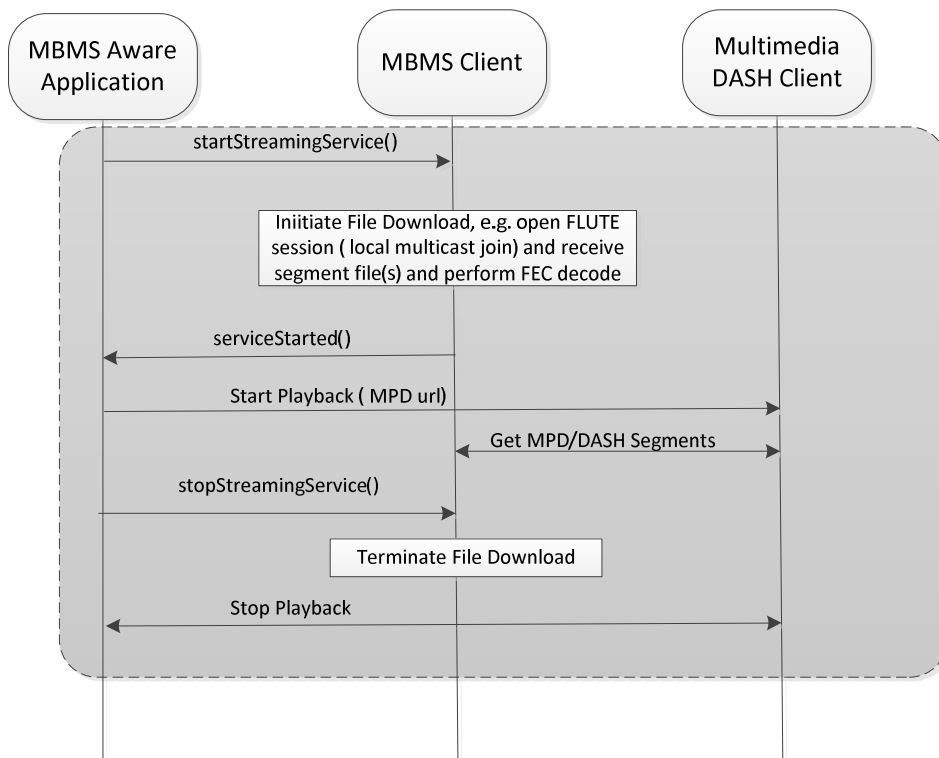 MBMS Aware
Application
MBMS Client
Multimedia
DASH Client
startStreamingService()
Iniitiate File Download, e.g. open FLUTE
session ( local multicast join) and receive
segment file(s) and perform FEC decode
serviceStarted()
Start Playback ( MPD url)
Get MPD/DASH Segments
stopStreamingService()
Terminate File Download
Stop Playback